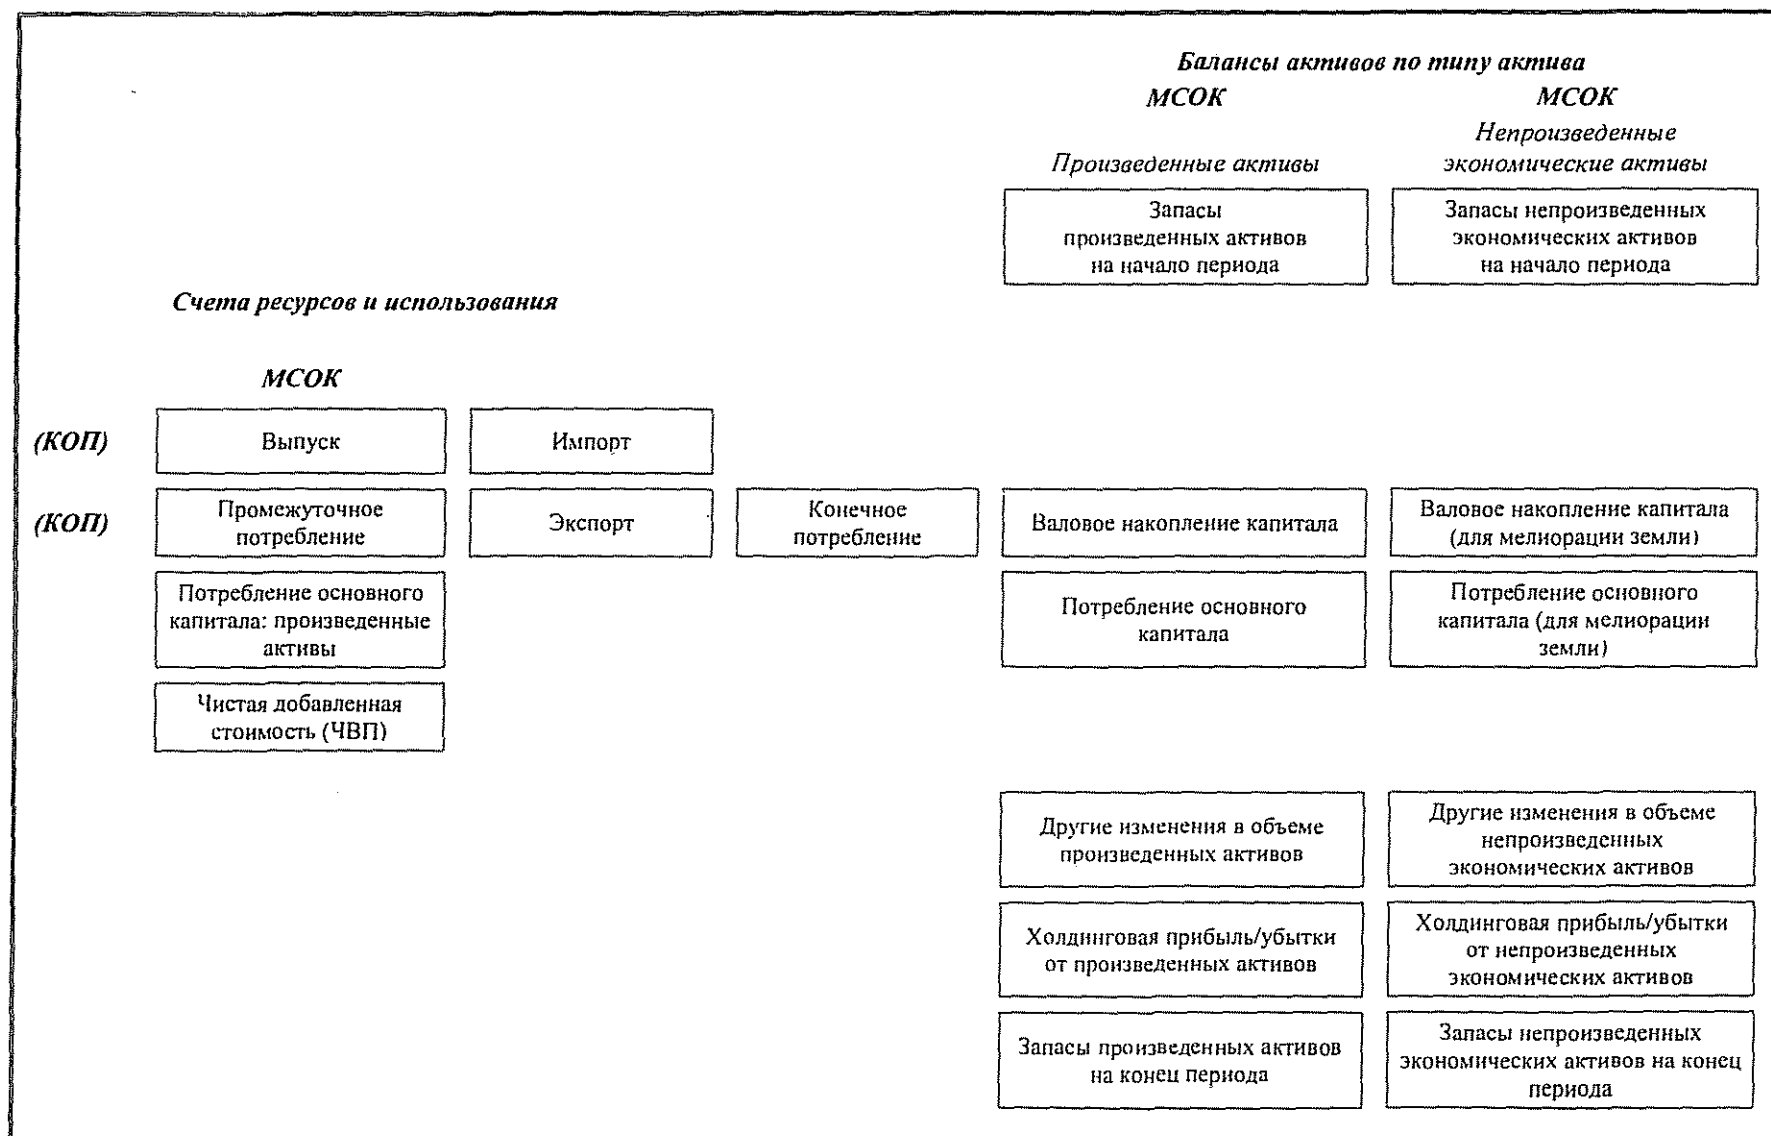 Балансы активов по типу актива
МСОК
МСОК
Произведенные активы
Непроизведенные
экономические активы
Запасы
произведенных активов
на начало периода
Запасы непроизведенных
экономических активов
на начало периода
Счета ресурсов и использования
МСОК
(КОП)
Выпуск
Импорт
(КОП)
Промежуточное
потребление
Экспорт
Конечное
потребление
Валовое накопление капитала
Валовое накопление капитала
(для мелиорации земли)
Потребление основного
капитала: произведенные
активы
Потребление основного
капитала
Потребление основного
капитала (для мелиорации
земли)
Чистая добавленная
стоимость (ЧВП)
Другие изменения в объеме
произведенных активов
Другие изменения в объеме
непроизведенных
экономических активов
Холдинговая прибыль/убытки
от произведенных активов
Холдинговая прибыль/убытки
от непроизведенных
экономических активов
Запасы произведенных активов
на конец периода
Запасы непроизведенных
экономических активов на конец
периода